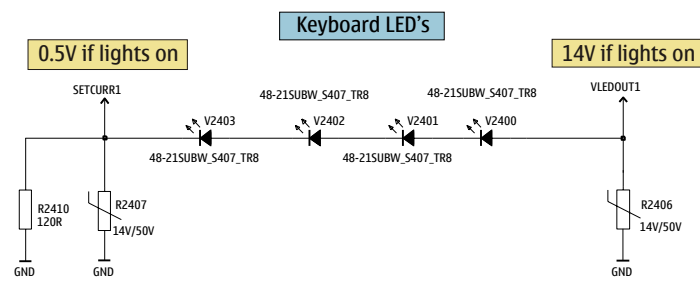 Keyboard LED's
0.5V if lights on
14V if lights on
SETCURR1
48-21SUBW_S407_TR8
48-21SUBW_S407_TR8
VLEDOUT1
V2403
V2402
V2401
V2400
48-21SUBW_S407_TR8
48-21SUBW_S407_TR8
R2410
120R
R2407
14V/50V
R2406
14V/50V
GND
GND
GND